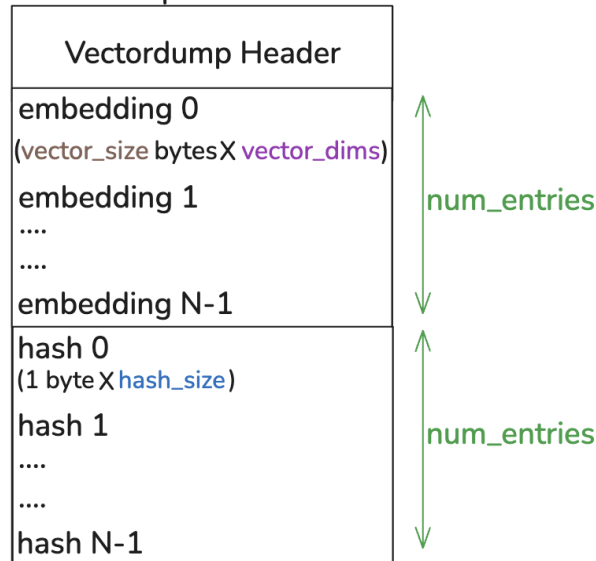 Vectordump Header
embedding 0
(vector_size bytes X vector_dims)
embedding 1
....
....
embedding N-1
num_entries
hash 0
(1 byte X hash_size)
hash 1
....
....
hash N-1
num_entries